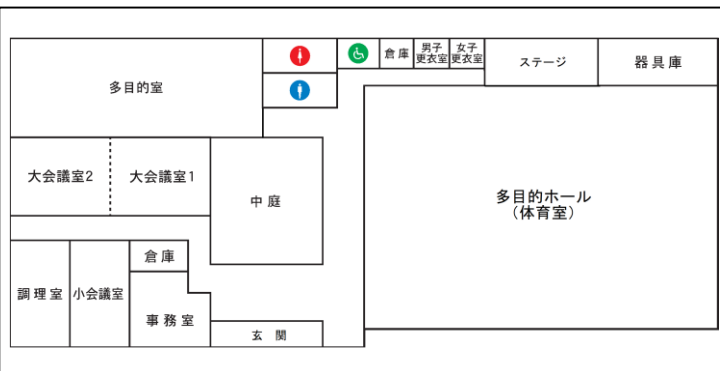 倉庫
男子
更衣室
女子
更衣室
ステージ
器具庫
多目的室
大会議室2
大会議室1
中庭
多目的ホール
(体育室)
倉庫
調理室
小会議室
事務室
玄関